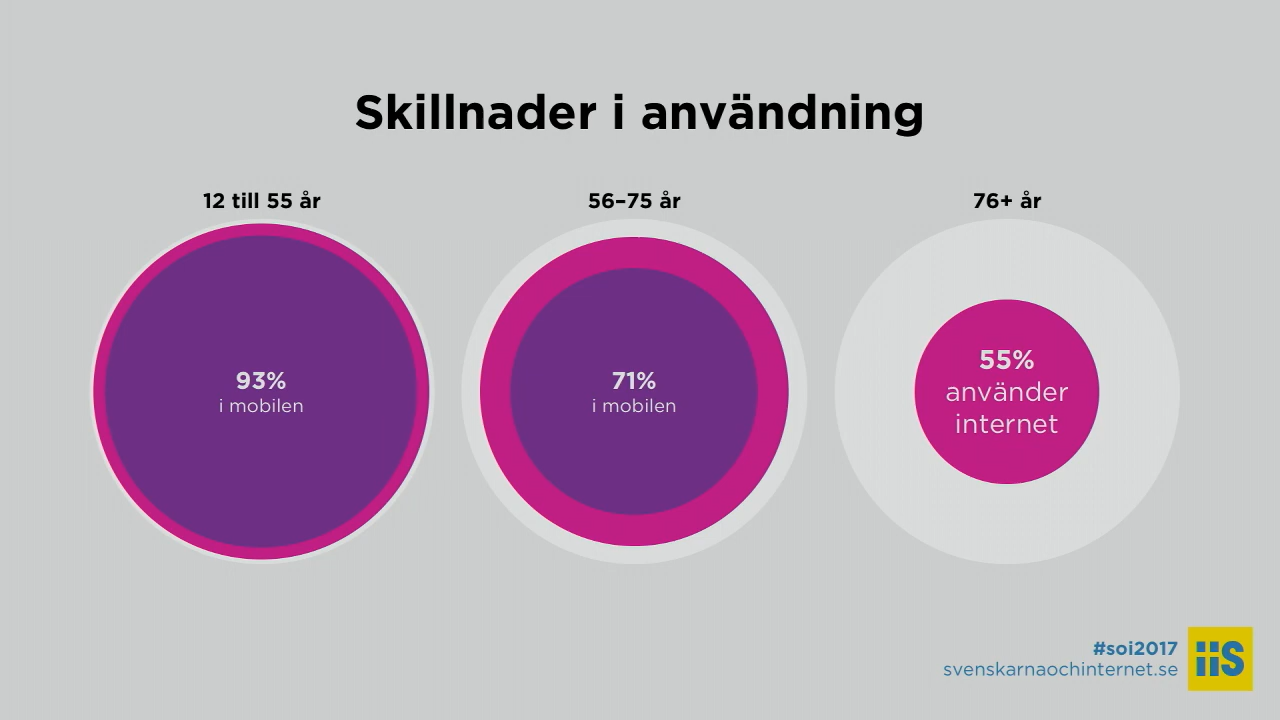 Skillnader i användning
12 till 55 år
56–75 år
76+ år
93%
i mobilen
71%
i mobilen
55%
använder
internet
#soi2017
svenskarnaochinternet.se
iiS